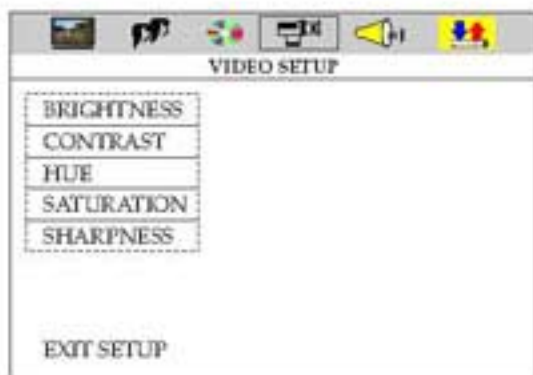 VIDEO SETUP
BRIGHTNESS
CONTRAST
HUE
SATURATION
SHARPNESS
EXIT SETUP